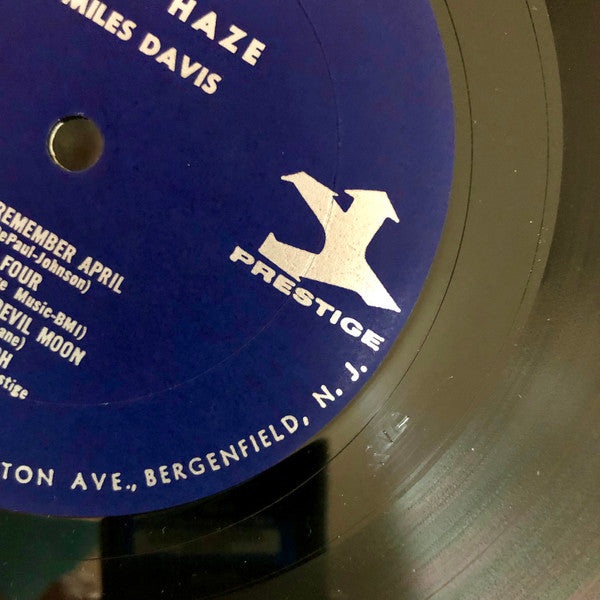 HAZE
MILES DAVIS
REMEMBER APRIL
DePaul-Johnson)
FOUR
Music-BMI)
DEVIL MOON
PRESTIGE
TON AVE., BERGENFIELD, N. J.